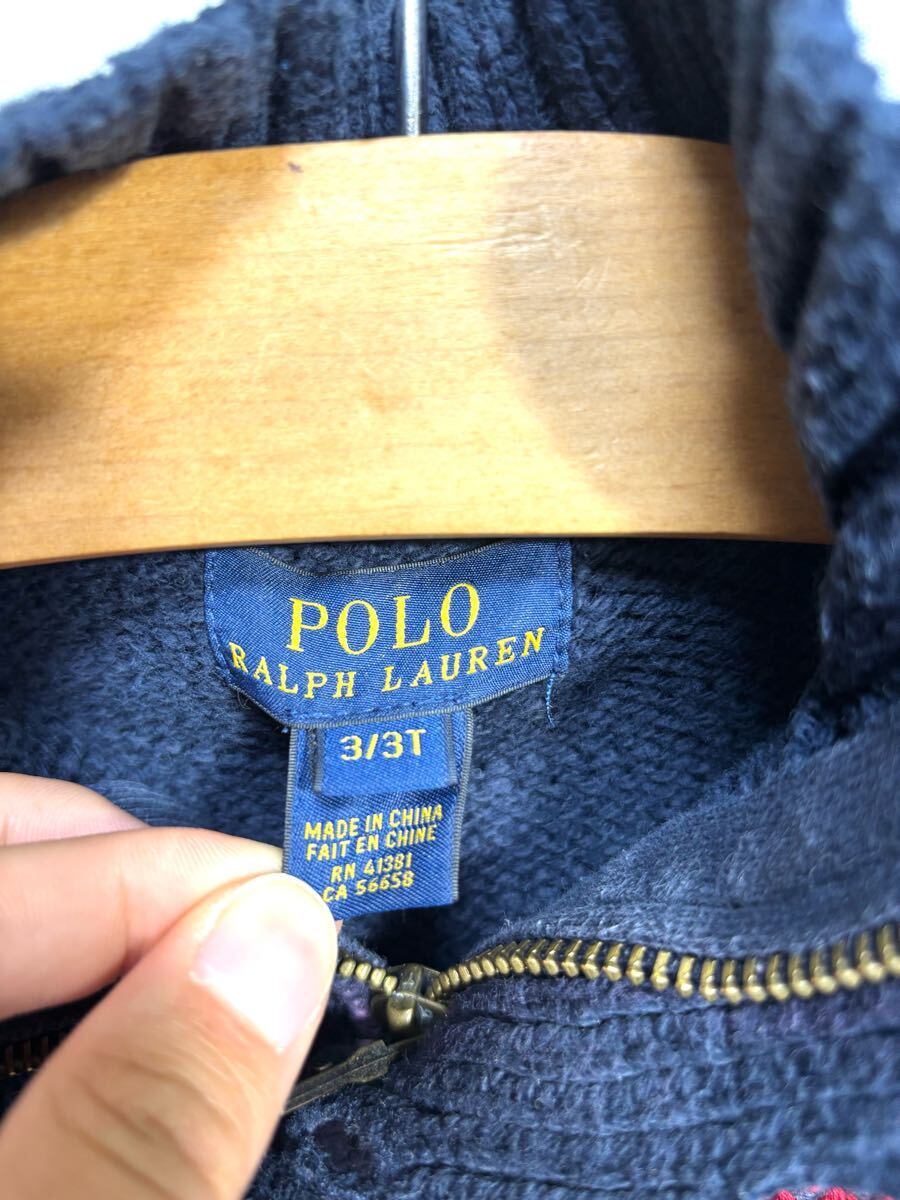 POLO
RALPH LAUREN
3/3T
MADE IN CHINA
FAIT EN CHINE
RN 41381
CA 56658